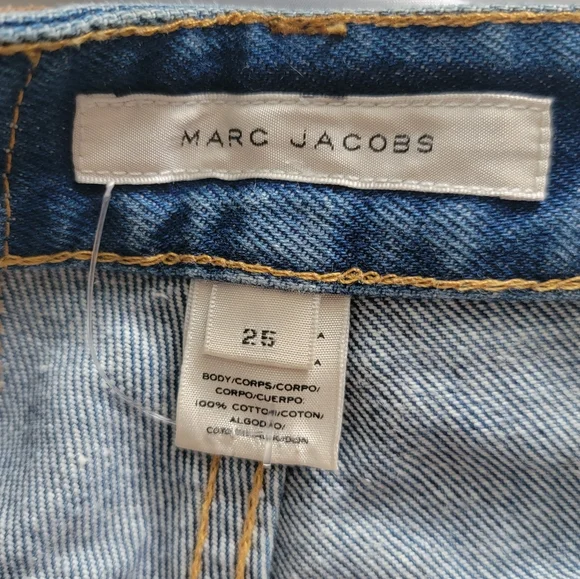 MARC JACOBS
25
A
A
BODY/CORPS/CORPO/
CORPO/CUERPO:
100% COTTON/COTON/
ALGODÃO/